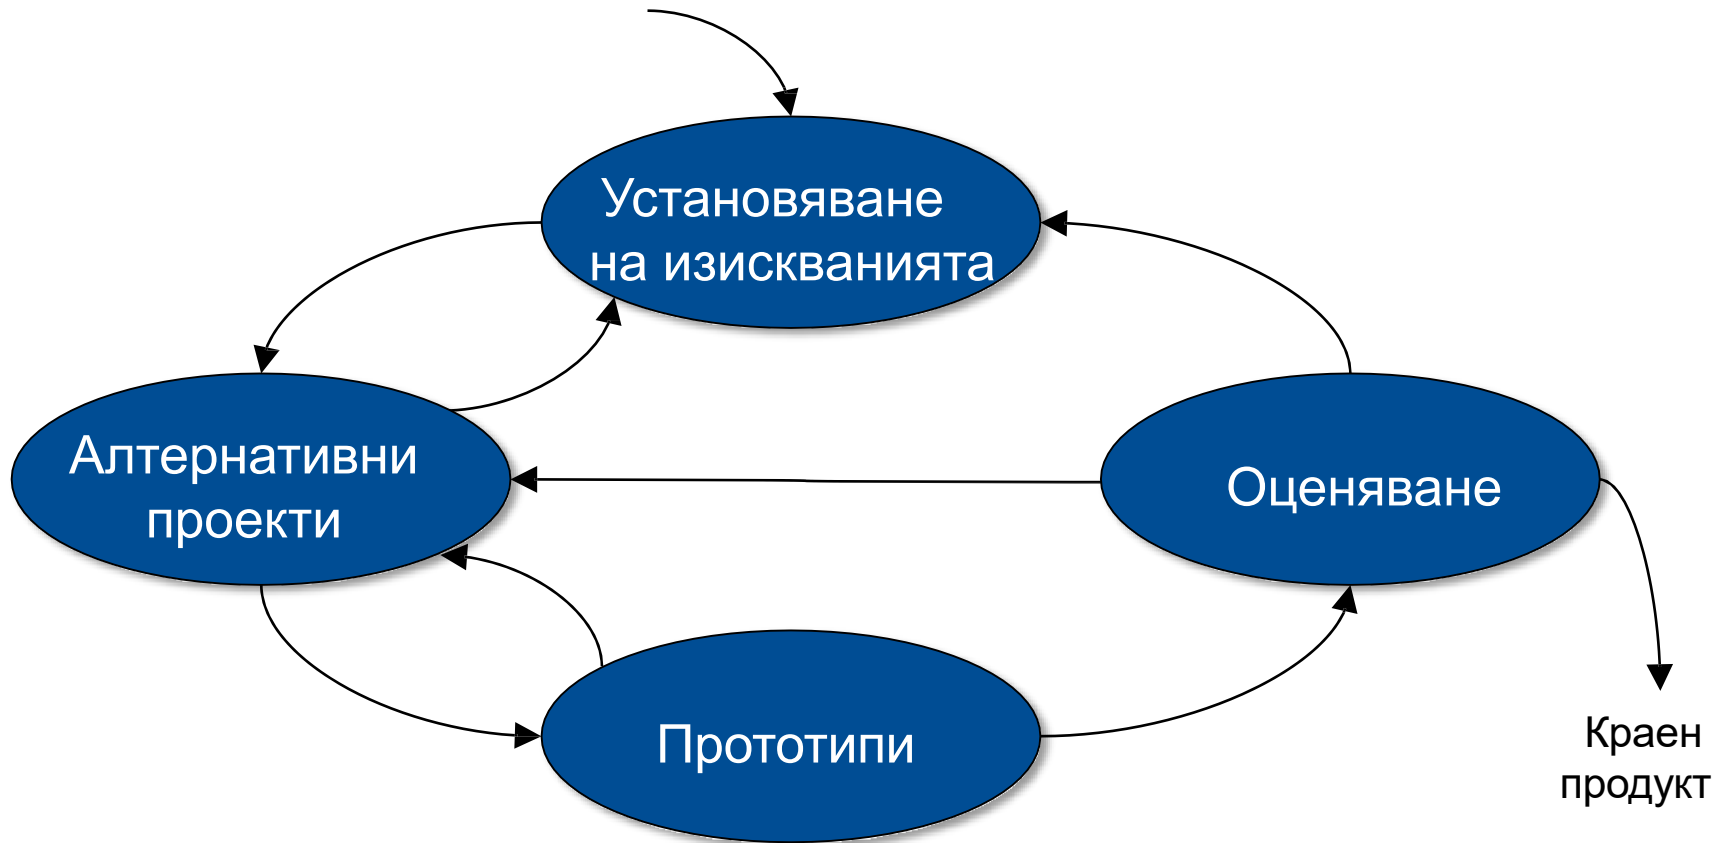 Установяване
на изискванията
Алтернативни
проекти
Оценяване
Прототипи
Краен
продукт